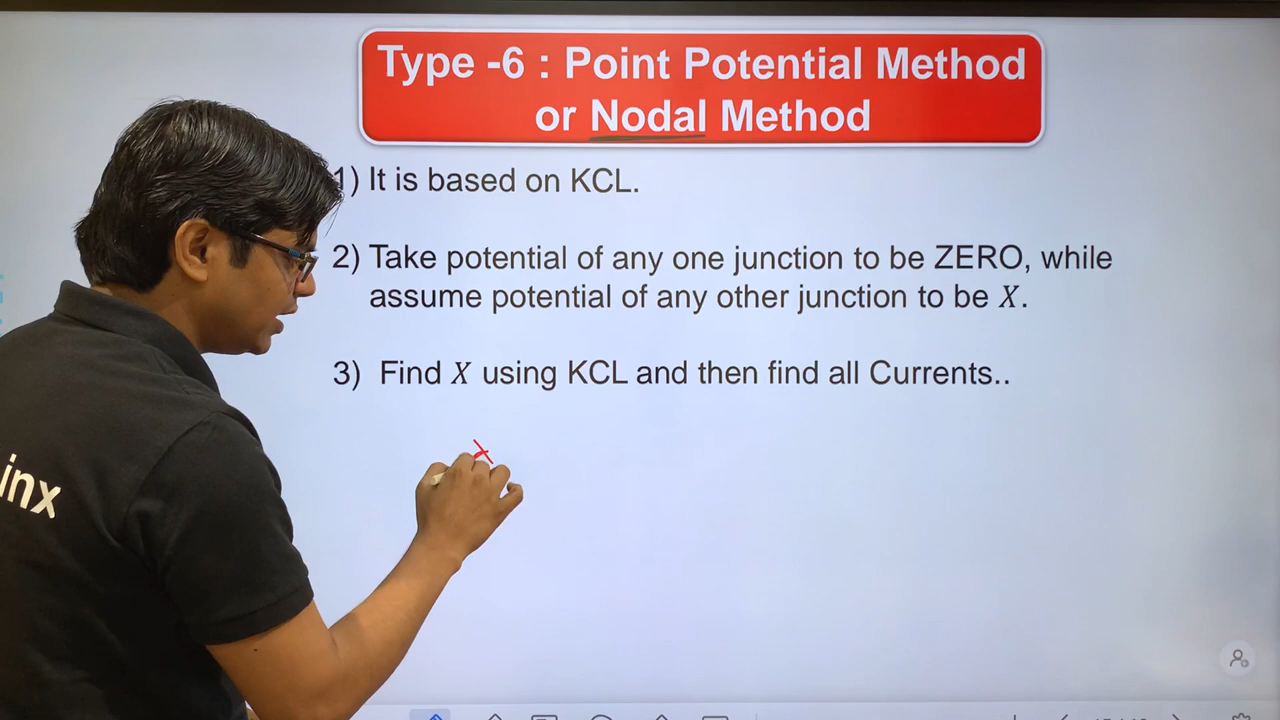 Type -6 : Point Potential Method
or Nodal Method
1) It is based on KCL.
2) Take potential of any one junction to be ZERO, while
assume potential of any other junction to be X.
3) Find X using KCL and then find all Currents..
x
inx